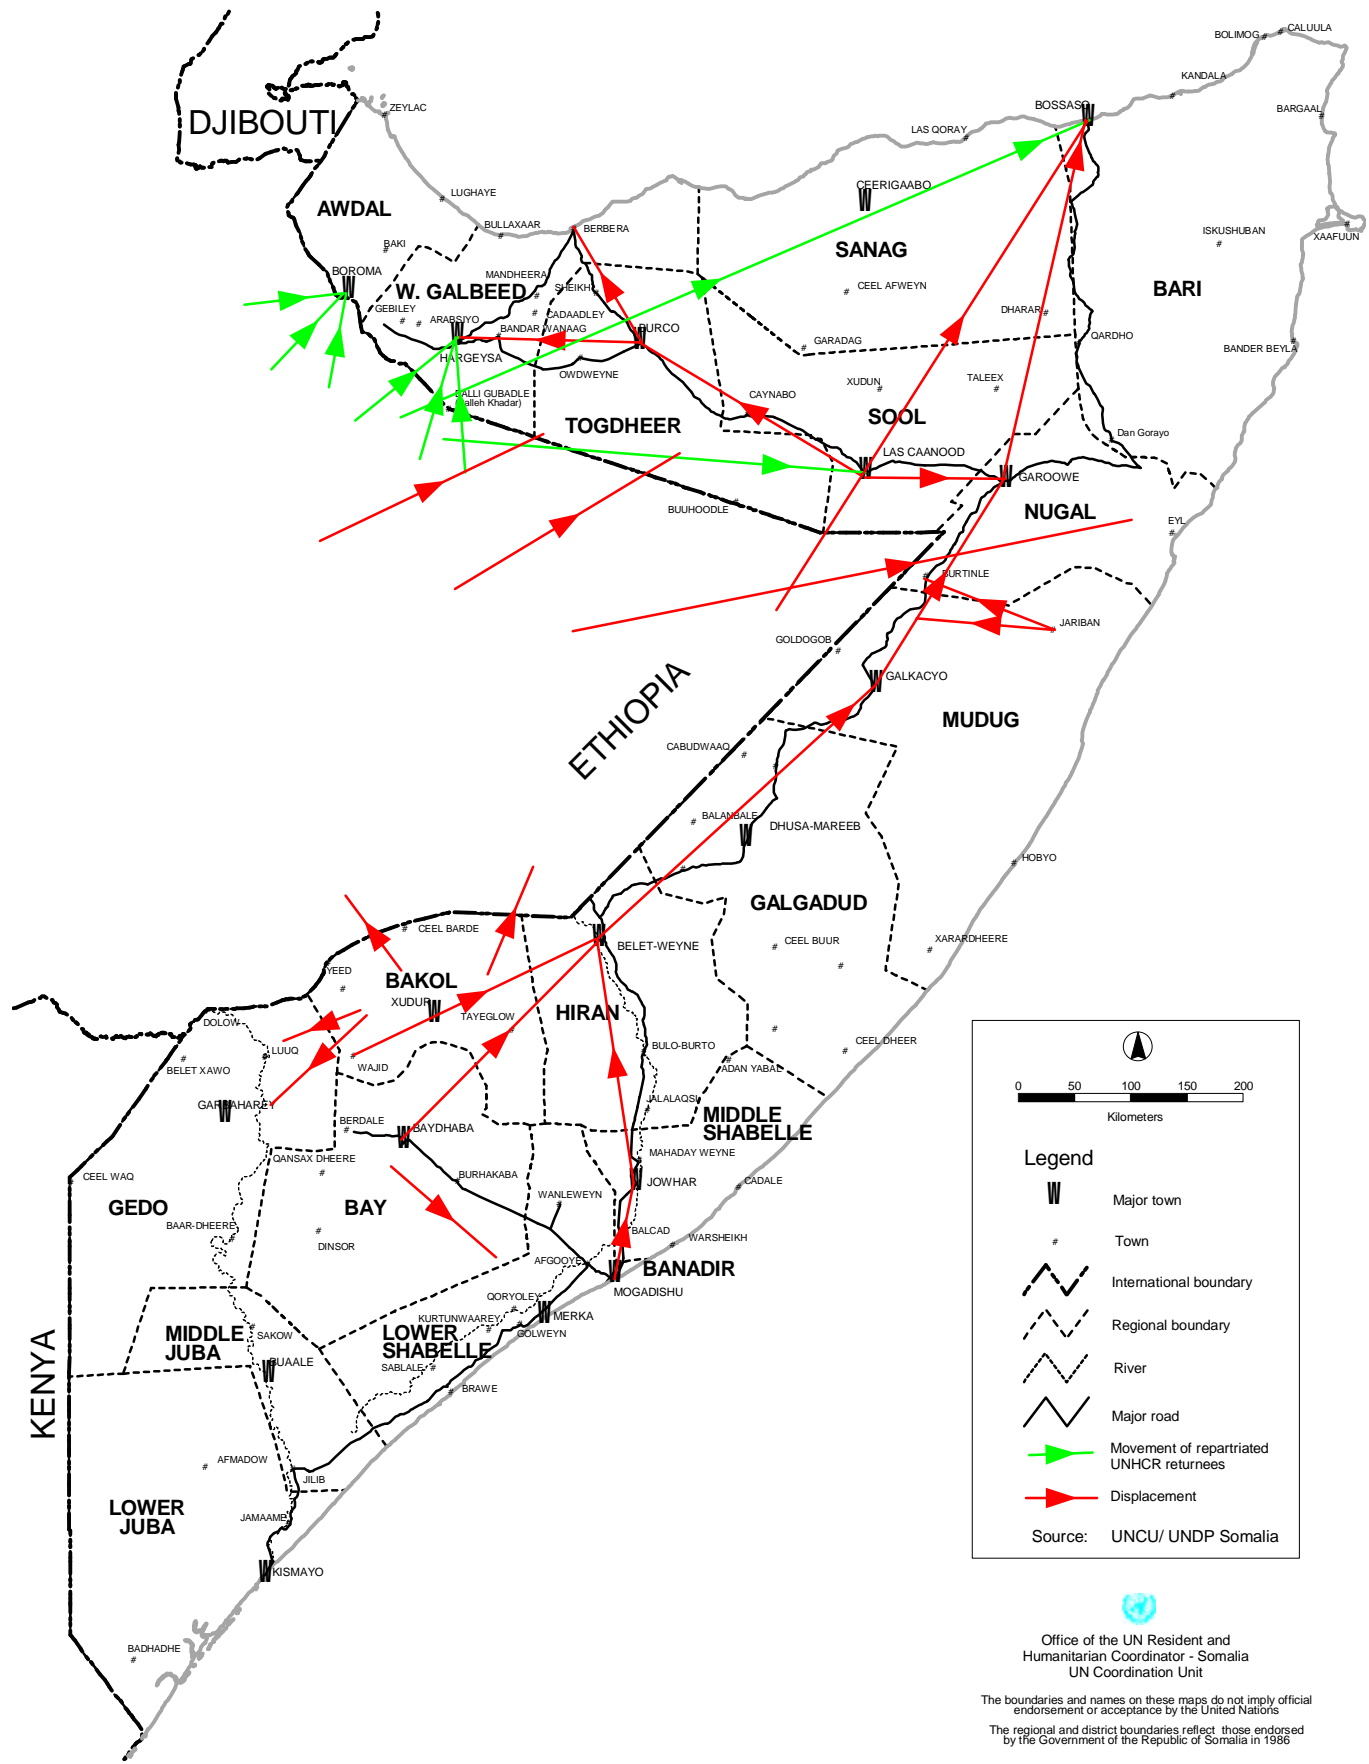 CALUULA
BOLIMOG
KANDALA
BOSSASO
BARGAAL
ZEYLAC
DJIBOUTI
LAS QORAY
CEERIGAABO
LUGHAYE
AWDAL
BULLAXAAR
BERBERA
ISKUSHUBAN
XAAFUUN
BAKI
SANAG
BOROMA
MANDHEERA
SHEIKH
CEEL AFWEYN
BARI
W. GALBEED
GEBILEY
ARABSIYO
CADAADLEY
DHARAR
BANDAR WANAAG
BURCO
QARDHO
HARGEYSA
GARADAG
BANDER BEYLA
OWDWEYNE
XUDUN
TALEEX
CAYNABO
SOOL
TOGDHEER
Dan Gorayo
LAS CAANOOD
GAROOWE
BUUHOODLE
NUGAL
EYL
BURTINLE
JARIBAN
GOLDOGOB
GALKACYO
ETHIOPIA
MUDUG
CABUDWAAQ
BALANBALE
DHUSA-MAREEB
HOBYO
GALGADUD
CEEL BARDE
BELET-WEYNE
CEEL BUUR
XARARDHEERE
YEED
BAKOL
XUDUR
TAYEGLOW
HIRAN
DOLOW
LUUQ
BELET XAWO
WAJID
BULO-BURTO
ADAN YABAL
CEEL DHEER
GARBAHAREY
JALALAQSI
MIDDLE
SHABELLE
BERDALE
BAYDHABA
QANSAX DHEERE
MAHADAY WEYNE
CEEL WAQ
BURHAKABA
JOWHAR
CADALE
GEDO
BAY
WANLEWEYN
BAAR-DHEERE
DINSOR
BALCAD
WARSHEIKH
AFGOOYE
BANADIR
MOGADISHU
QORYOLEY
KURTUNWAAREY
MERKA
GOLWEYN
MIDDLE
JUBA
SAKOW
LOWER
SHABELLE
KENYA
BUAALE
SABLALE
BRAWE
AFMADOW
JILIB
LOWER
JUBA
JAMAAME
KISMAYO
BADHADHE
0 50 100 150 200
Kilometers
Legend
Major town
Town
International boundary
Regional boundary
River
Major road
Movement of repartriated
UNHCR returnees
Displacement
Source: UNCU/ UNDP Somalia
Office of the UN Resident and
Humanitarian Coordinator - Somalia
UN Coordination Unit
The boundaries and names on these maps do not imply official
endorsement or acceptance by the United Nations
The regional and district boundaries reflect those endorsed
by the Government of the Republic of Somalia in 1986